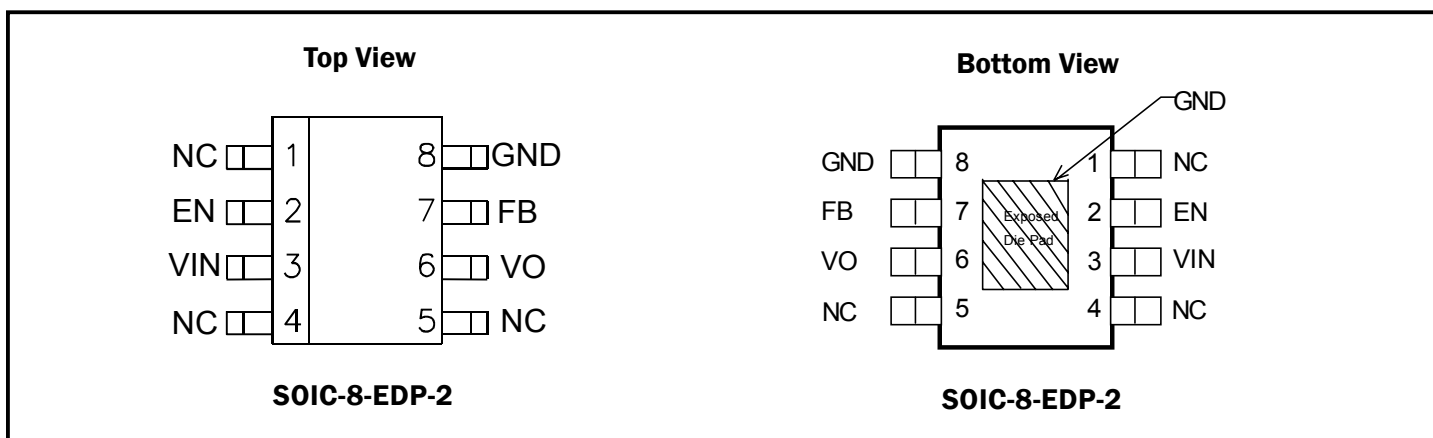 Top View
NC 1 8 GND
EN 2 7 FB
VIN 3 6 VO
NC 4 5 NC
SOIC-8-EDP-2
Bottom View
GND
GND 8 1 NC
FB 7 2 EN
VO 6 3 VIN
NC 5 4 NC
Exposed
Die Pad
SOIC-8-EDP-2